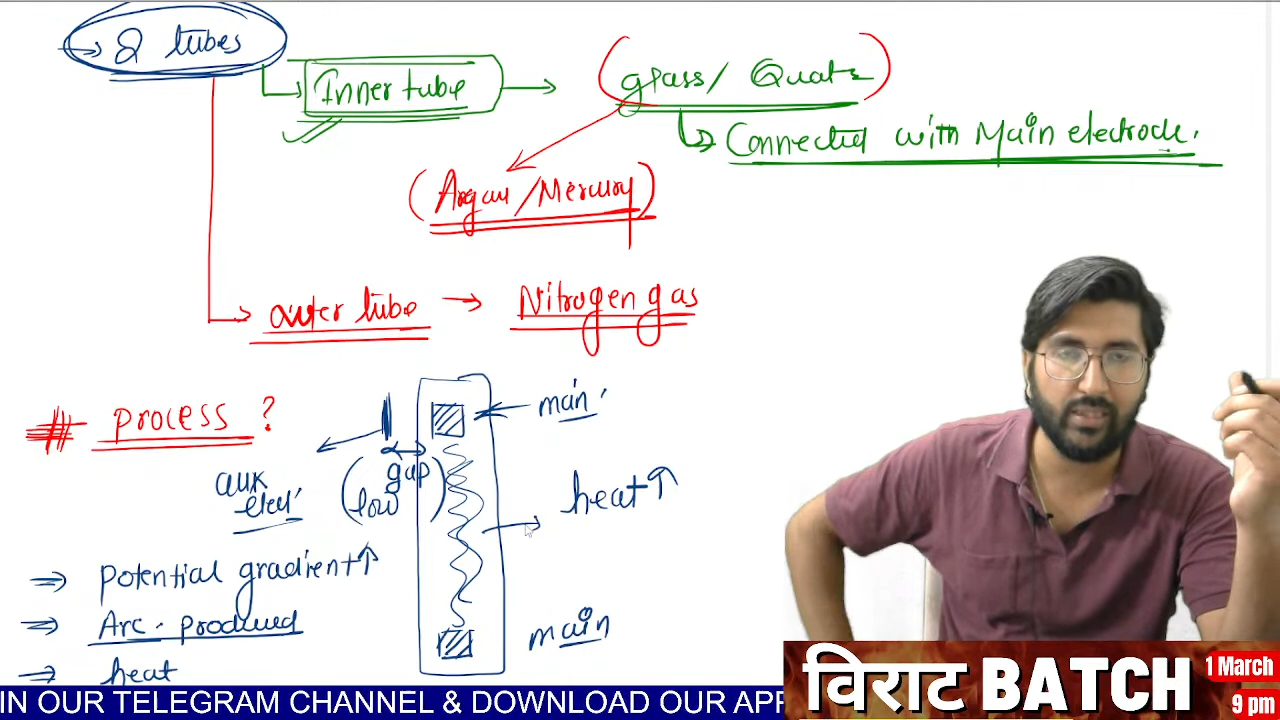 → 2 tubes
Inner tube → (glass / Quatz)
↳ Connected with Main electrode.
(Argan / Mercury)
outer tube → Nitrogen gas
# process ?
main
aux elect.
gap
(low)
heat↑
⇒ potential gradient↑
⇒ Arc. produced
main
⇒ heat
IN OUR TELEGRAM CHANNEL & DOWNLOAD OUR APP
विराट BATCH
1 March
9 pm